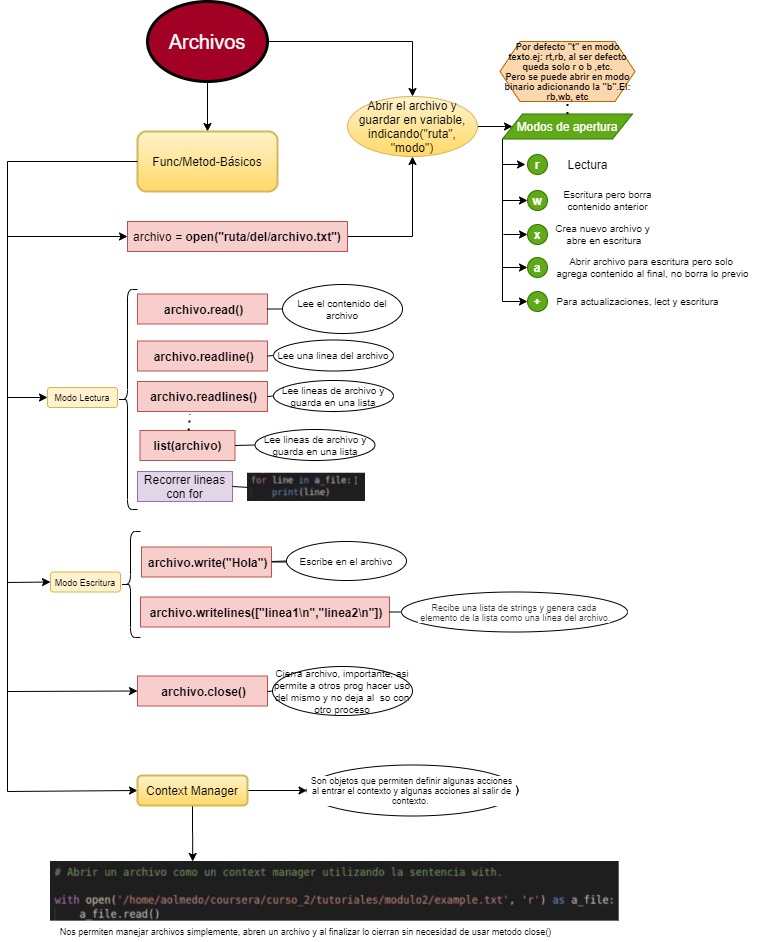 Archivos
Por defecto "t" en modo
texto.ej: rt,rb, al ser defecto
queda solo r o b ,etc.
Pero se puede abrir en modo
binario adicionando la "b".EI:
rb,wb, etc
Abrir el archivo y
guardar en variable,
indicando("ruta",
"modo")
Modos de apertura
Func/Metod-Básicos
r
Lectura
w
Escritura pero borra
contenido anterior
x
Crea nuevo archivo y
abre en escritura
a
Abrir archivo para escritura pero solo
agrega contenido al final, no borra lo previo
+
Para actualizaciones, lect y escritura
archivo = open("ruta/del/archivo.txt")
Modo Lectura
archivo.read()
Lee el contenido del
archivo
archivo.readline()
Lee una linea del archivo
archivo.readlines()
Lee lineas de archivo y
guarda en una lista
list(archivo)
Lee lineas de archivo y
guarda en una lista
Recorrer lineas
con for
for line in a_file:
print(line)
Modo Escritura
archivo.write("Hola")
Escribe en el archivo
archivo.writelines(["linea1\n","linea2\n"])
Recibe una lista de strings y genera cada
elemento de la lista como una línea del archivo.
archivo.close()
Cierra archivo, importante, asi
permite a otros prog hacer uso
del mismo y no deja al so con
otro proceso
Context Manager
Son objetos que permiten definir algunas acciones
al entrar el contexto y algunas acciones al salir de )
contexto.
# Abrir un archivo como un context manager utilizando la sentencia with.
with open('/home/aolmedo/coursera/curso_2/tutoriales/modulo2/example.txt', 'r') as a_file:
a_file.read()
Nos permiten manejar archivos simplemente, abren un archivo y al finalizar lo cierran sin necesidad de usar metodo close()